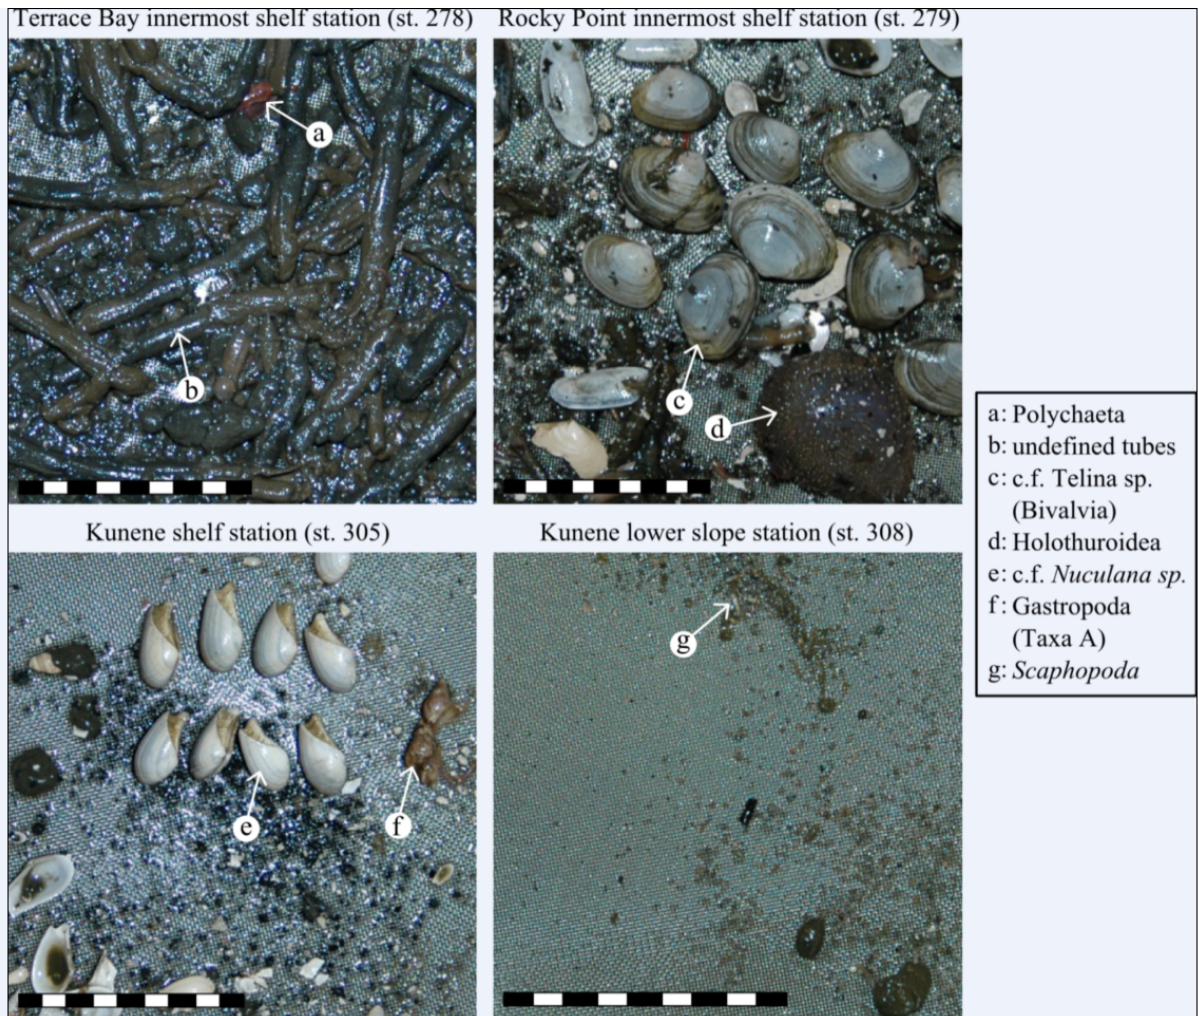 Terrace Bay innermost shelf station (st. 278)
Rocky Point innermost shelf station (st. 279)
a
b
c
d
Kunene shelf station (st. 305)
Kunene lower slope station (st. 308)
e
f
g
a: Polychaeta
b: undefined tubes
c: c.f. Telina sp.
(Bivalvia)
d: Holothuroidea
e: c.f. Nuculana sp.
f: Gastropoda
(Taxa A)
g: Scaphopoda